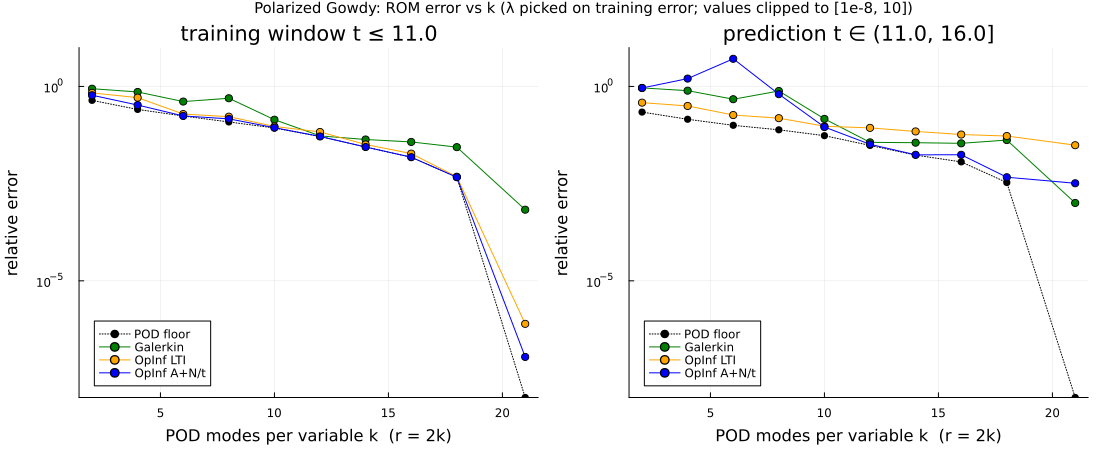 Polarized Gowdy: ROM error vs k (λ picked on training error; values clipped to [1e-8, 10])
training window t ≤ 11.0
relative error
10⁰
10⁻⁵
POD floor
Galerkin
OpInf LTI
OpInf A+N/t
5
10
15
20
POD modes per variable k (r = 2k)
prediction t ∈ (11.0, 16.0]
relative error
10⁰
10⁻⁵
POD floor
Galerkin
OpInf LTI
OpInf A+N/t
5
10
15
20
POD modes per variable k (r = 2k)